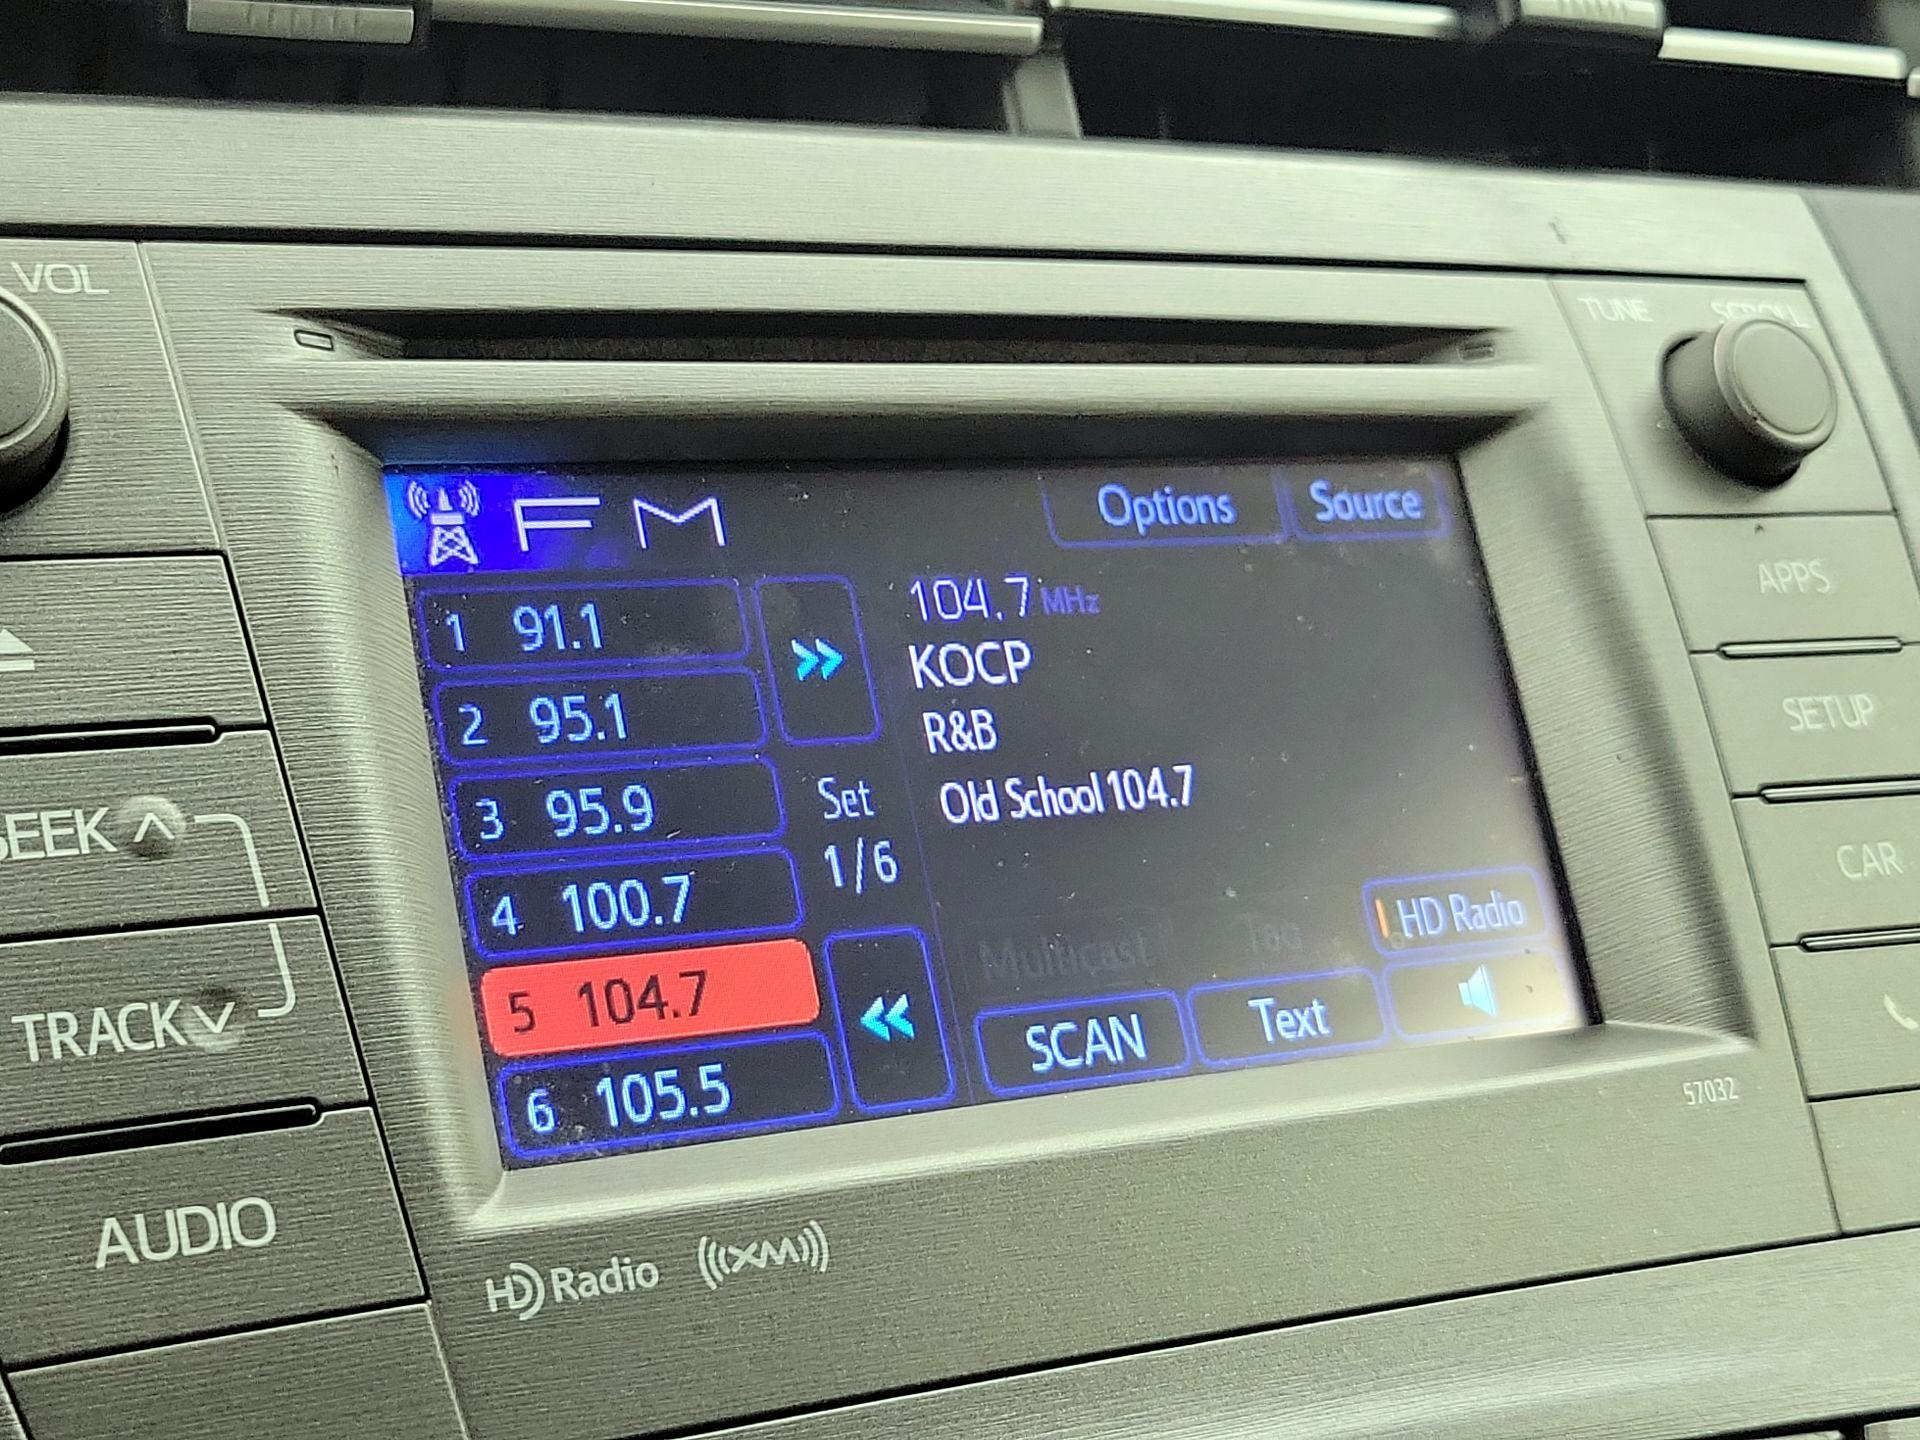 VOL
TUNE SCROLL
FM Options Source
1 91.1
2 95.1
3 95.9
4 100.7
5 104.7
6 105.5
Set
1/6
104.7 MHz
KOCP
R&B
Old School 104.7
Multicast Tag
HD Radio
SCAN Text
SEEK
TRACK
AUDIO
APPS
SETUP
CAR
57032
HD Radio XM